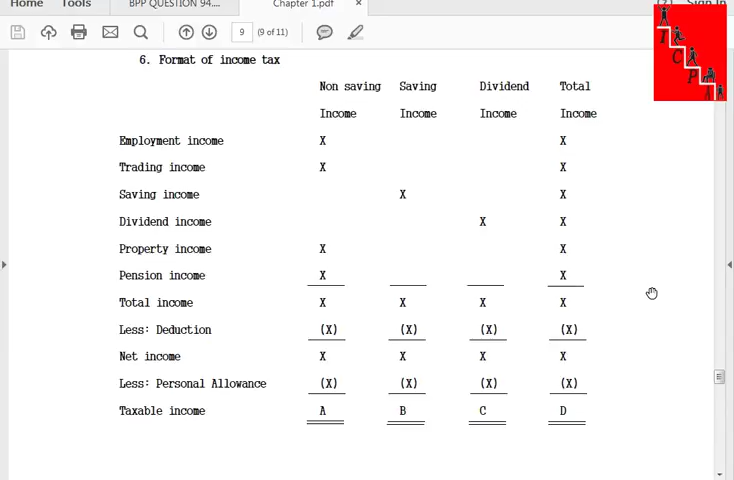 Home Tools BPP QUESTION 94.... Chapter 1.pdf × (?) Sign In
9 (9 of 11)
I
C
P
A
6. Format of income tax
Non saving Saving Dividend Total
Income Income Income Income
Employment income X X
Trading income X X
Saving income X X
Dividend income X X
Property income X X
Pension income X X
Total income X X X X
Less: Deduction (X) (X) (X) (X)
Net income X X X X
Less: Personal Allowance (X) (X) (X) (X)
Taxable income A B C D